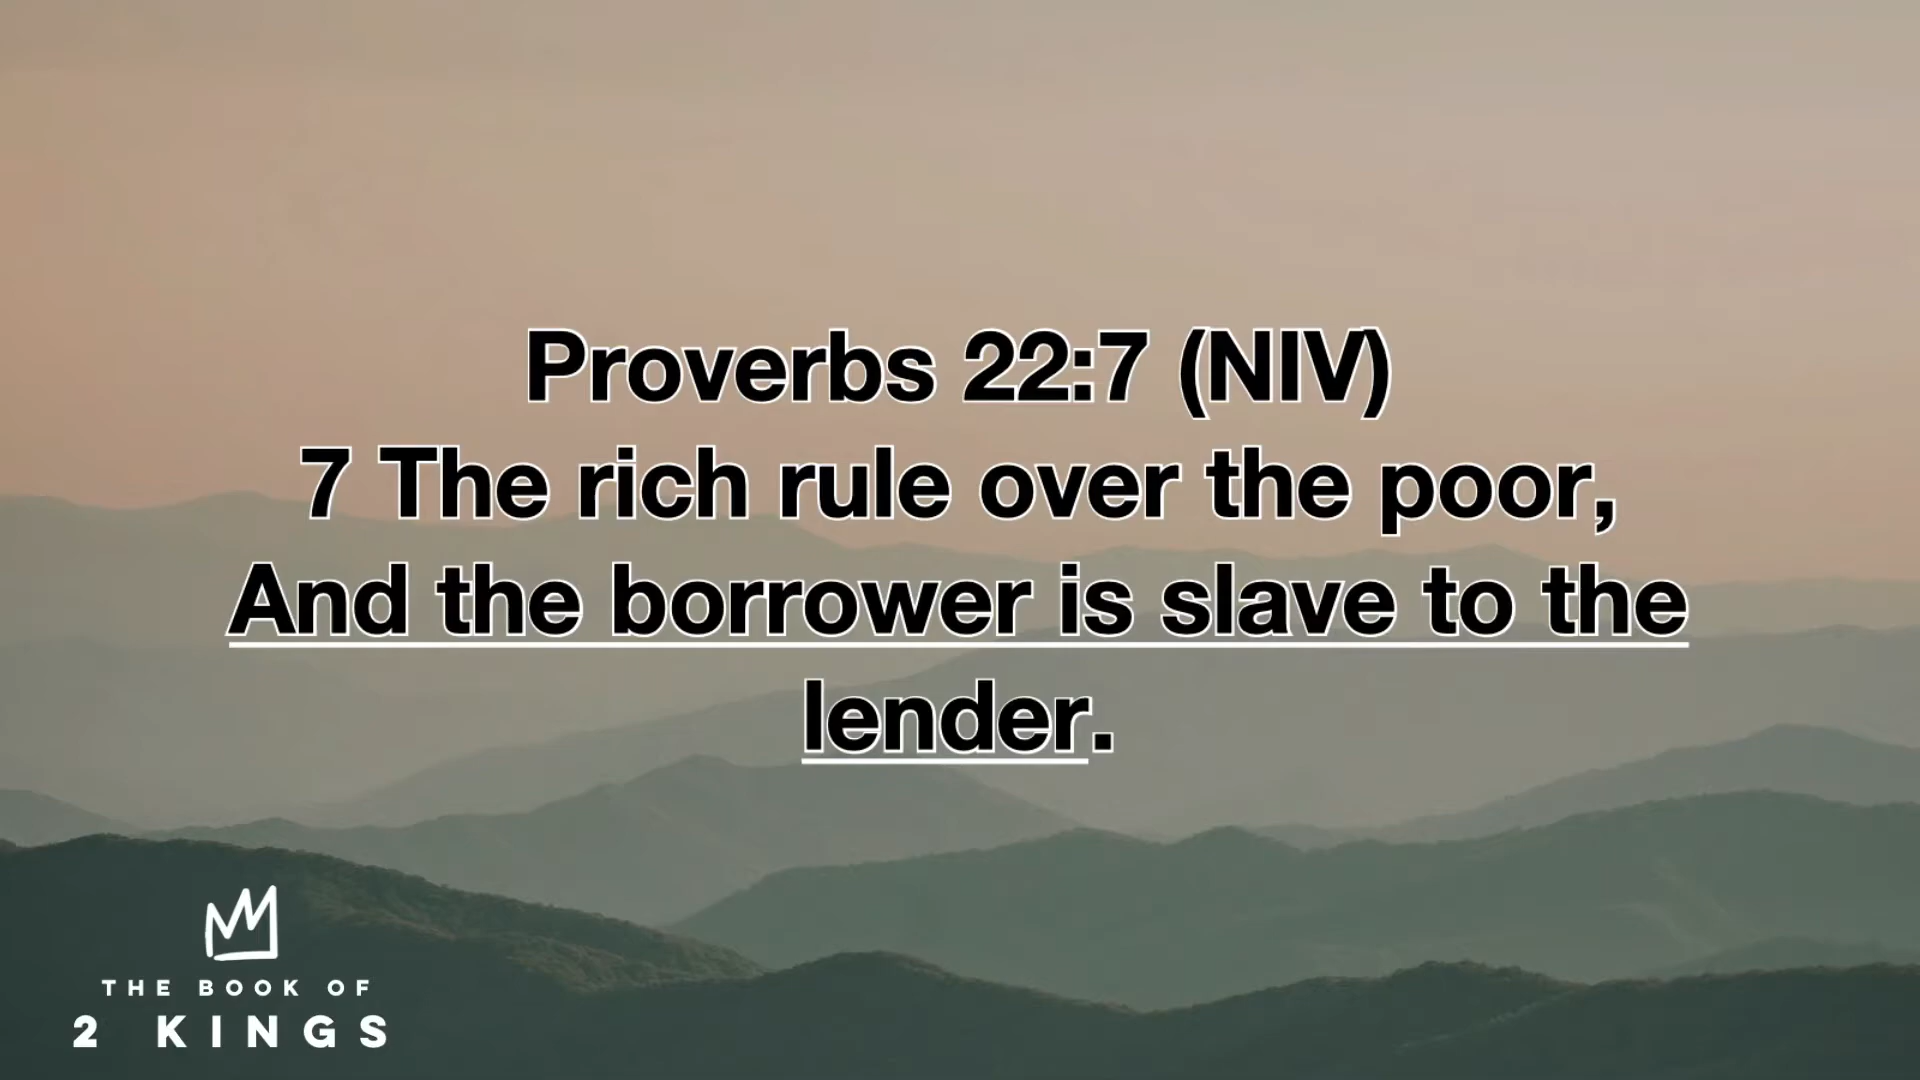 Proverbs 22:7 (NIV)
7 The rich rule over the poor,
And the borrower is slave to the
lender.
THE BOOK OF
2 KINGS